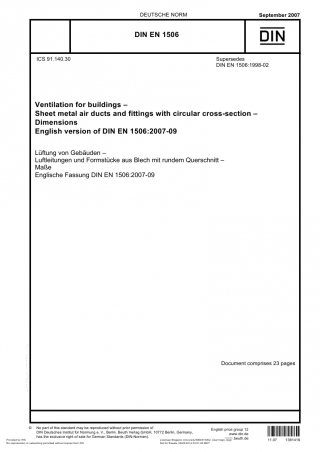 DEUTSCHE NORM
September 2007
DIN EN 1506
DIN
ICS 91.140.30
Supersedes
DIN EN 1506:1998-02
Ventilation for buildings –
Sheet metal air ducts and fittings with circular cross-section –
Dimensions
English version of DIN EN 1506:2007-09
Lüftung von Gebäuden –
Luftleitungen und Formstücke aus Blech mit rundem Querschnitt –
Maße
Englische Fassung DIN EN 1506:2007-09
Document comprises 23 pages
© No part of this standard may be reproduced without prior permission of
DIN Deutsches Institut für Normung e. V., Berlin. Beuth Verlag GmbH, 10772 Berlin, Germany,
has the exclusive right of sale for German Standards (DIN-Normen).
English price group 12
www.din.de
www.beuth.de